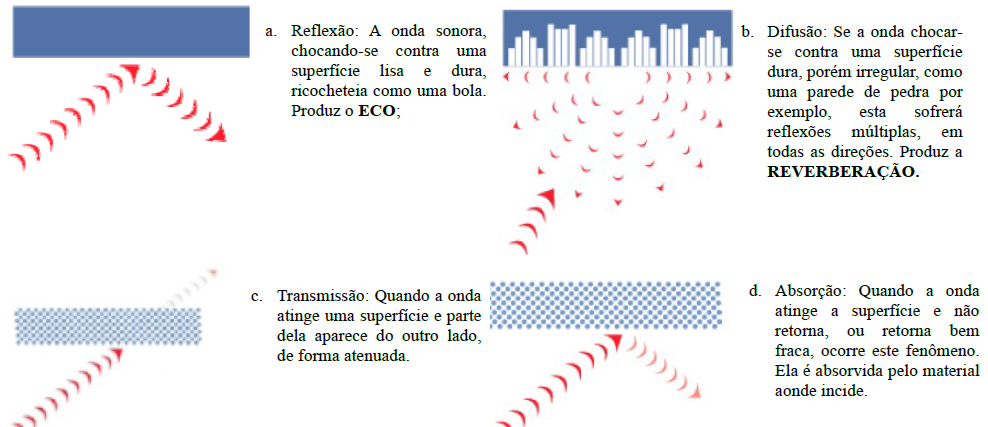 a. Reflexão: A onda sonora,
chocando-se contra uma
superfície lisa e dura,
ricocheteia como uma bola.
Produz o ECO;
b. Difusão: Se a onda chocar-
se contra uma superfície
dura, porém irregular, como
uma parede de pedra por
exemplo, esta sofrerá
reflexões múltiplas, em
todas as direções. Produz a
REVERBERAÇÃO.
c. Transmissão: Quando a onda
atinge uma superfície e parte
dela aparece do outro lado,
de forma atenuada.
d. Absorção: Quando a onda
atinge a superfície e não
retorna, ou retorna bem
fraca, ocorre este fenômeno.
Ela é absorvida pelo material
aonde incide.